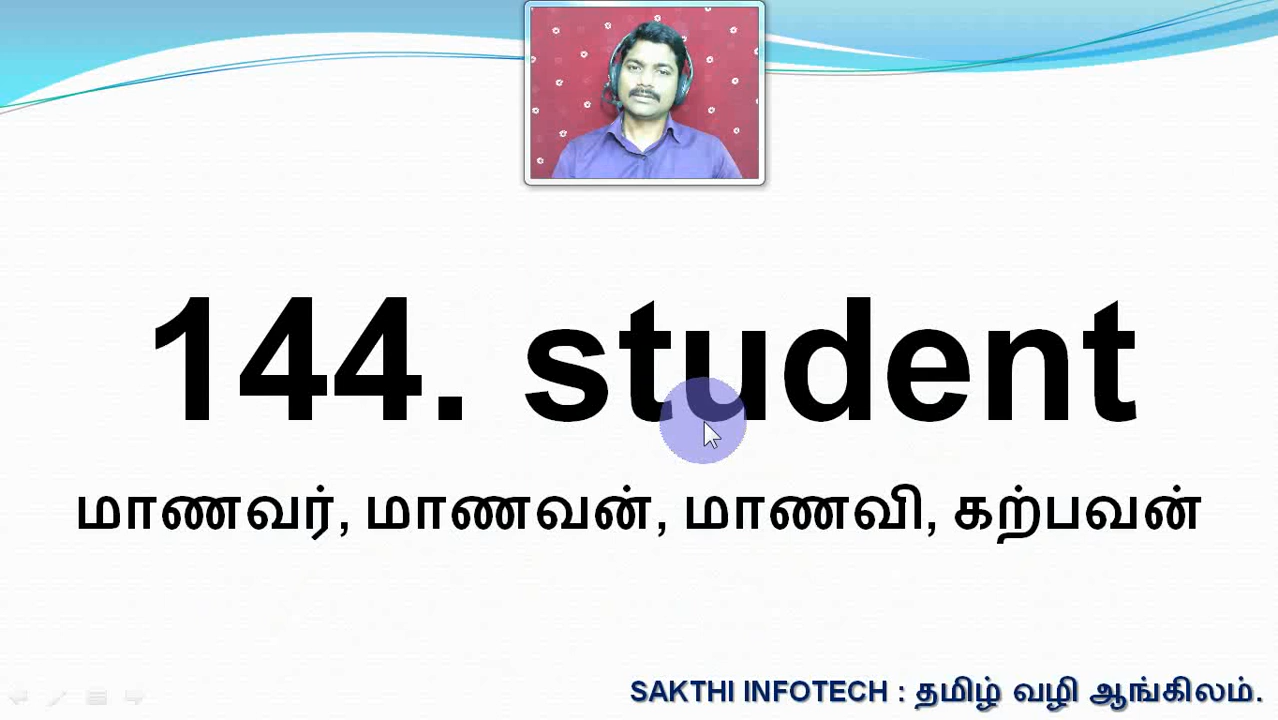 144. student
மாணவர், மாணவன், மாணவி, கற்பவன்
SAKTHI INFOTECH : தமிழ் வழி ஆங்கிலம்.